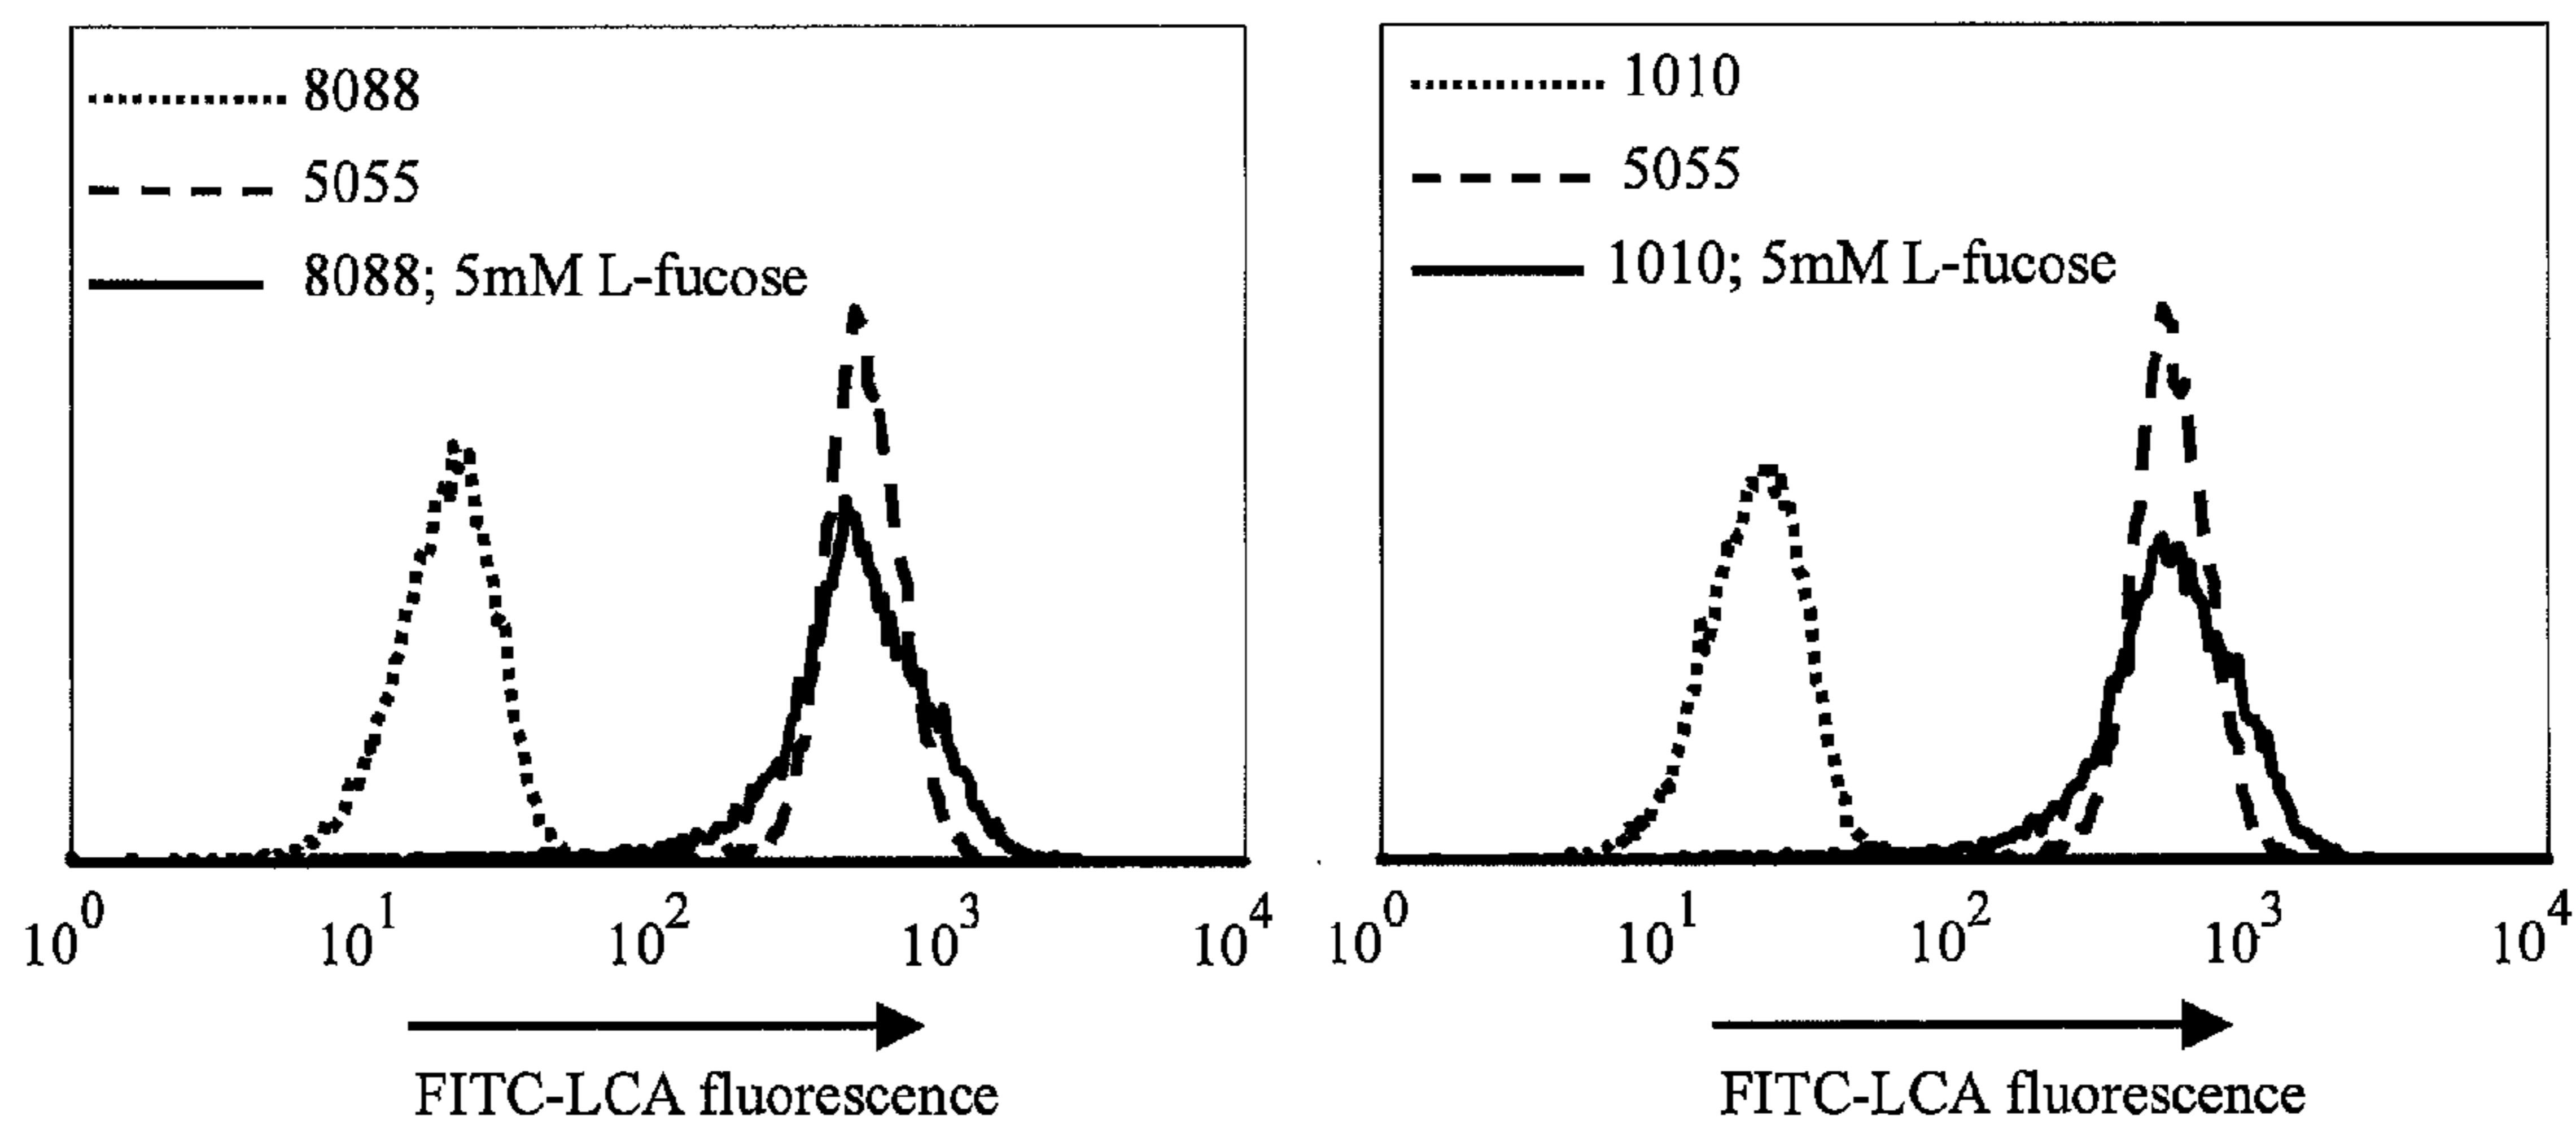 8088
5055
8088; 5mM L-fucose
10^0 10^1 10^2 10^3 10^4
FITC-LCA fluorescence
1010
5055
1010; 5mM L-fucose
10^0 10^1 10^2 10^3 10^4
FITC-LCA fluorescence